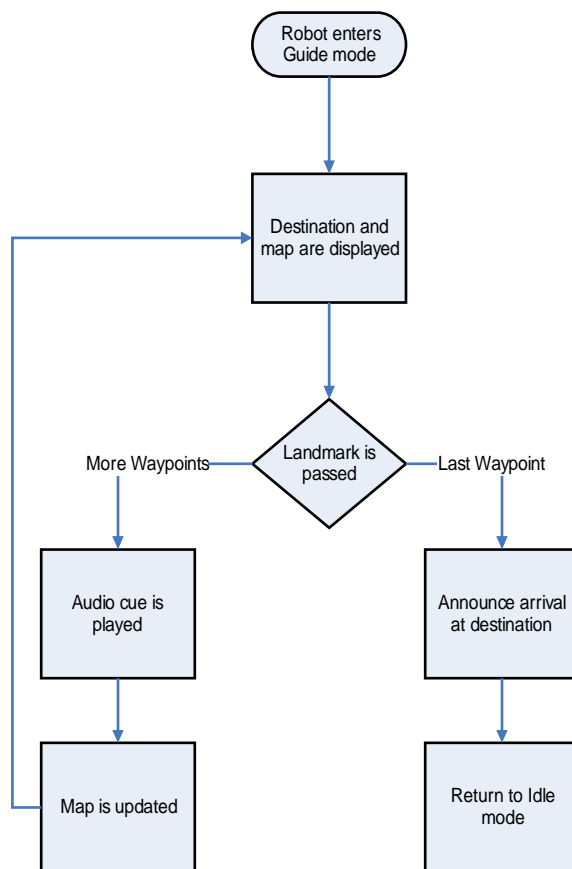 Robot enters
Guide mode
Destination and
map are displayed
Landmark is
passed
More Waypoints
Last Waypoint
Audio cue is
played
Announce arrival
at destination
Map is updated
Return to Idle
mode